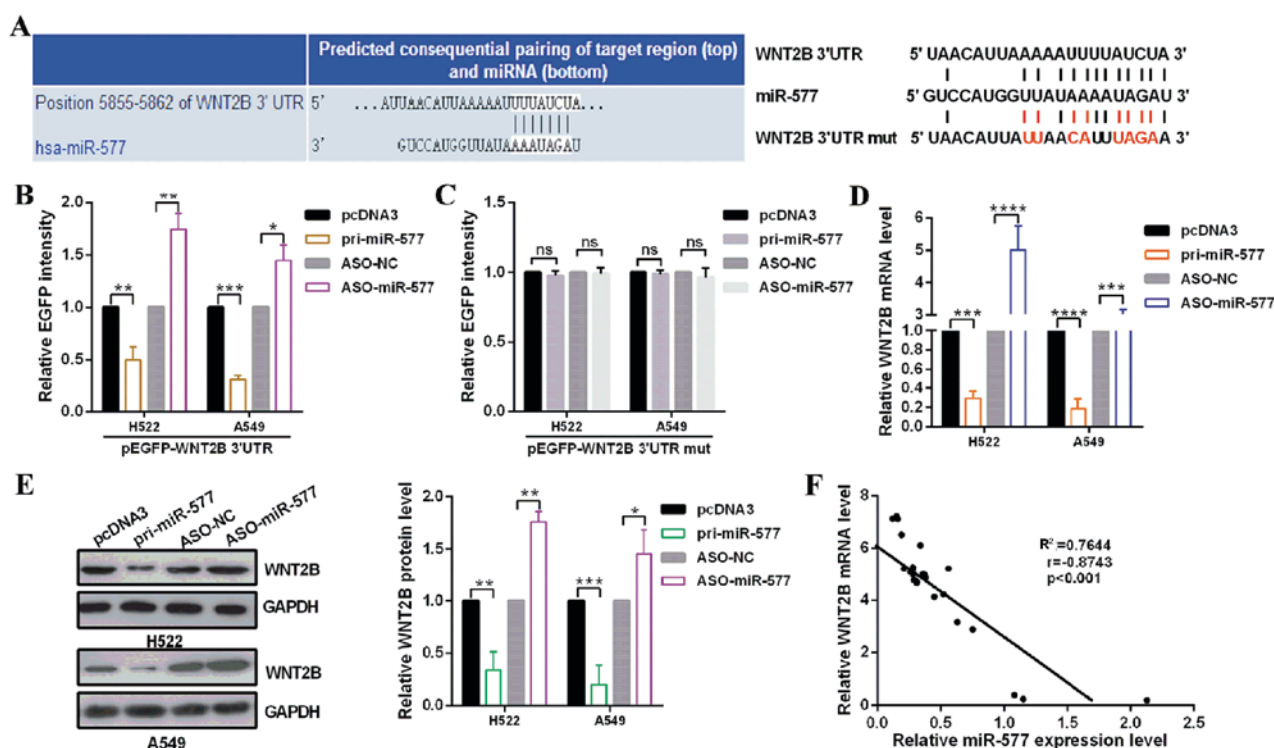 A
Predicted consequential pairing of target region (top)
and miRNA (bottom)
Position 5855-5862 of WNT2B 3' UTR 5' ...AUUAACAUUAAAAAUUUUAUCUA...
hsa-miR-577 3' GUCCAUGGUUAUAAAAUAGAU
WNT2B 3'UTR 5' UAACAUUAAAAAUUUUAUCUA 3'
miR-577 5' GUCCAUGGUUAUAAAAUAGAU 3'
WNT2B 3'UTR mut 5' UAACAUUAUUAACAUUUAGAA 3'
B
Relative EGFP intensity
2.0
1.5
1.0
0.5
0.0
** ** *** *
H522 A549
pEGFP-WNT2B 3'UTR
pcDNA3
pri-miR-577
ASO-NC
ASO-miR-577
C
Relative EGFP intensity
1.5
1.0
0.5
0.0
ns ns ns ns
H522 A549
pEGFP-WNT2B 3'UTR mut
pcDNA3
pri-miR-577
ASO-NC
ASO-miR-577
D
Relative WNT2B mRNA level
6
5
4
3
1.0
0.8
0.6
0.4
0.2
0.0
*** **** **** ***
H522 A549
pcDNA3
pri-miR-577
ASO-NC
ASO-miR-577
E
pcDNA3 pri-miR-577 ASO-NC ASO-miR-577
WNT2B
GAPDH
H522
WNT2B
GAPDH
A549
Relative WNT2B protein level
2.0
1.5
1.0
0.5
0.0
** ** *** *
H522 A549
pcDNA3
pri-miR-577
ASO-NC
ASO-miR-577
F
Relative WNT2B mRNA level
8
6
4
2
0
R²=0.7644
r=-0.8743
p<0.001
0.0 0.5 1.0 1.5 2.0 2.5
Relative miR-577 expression level